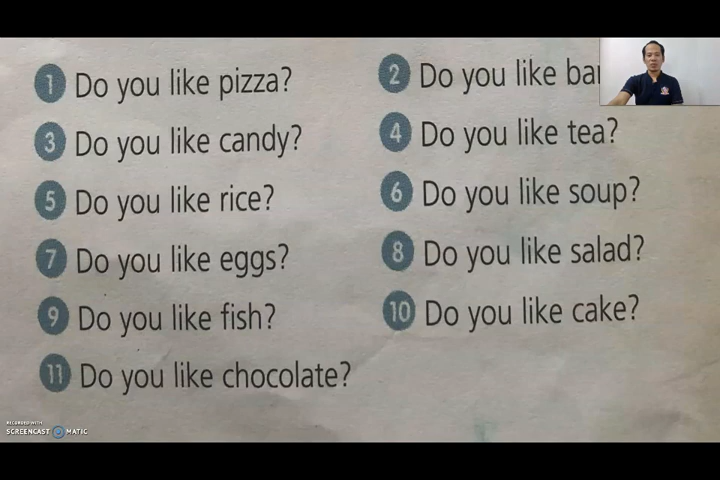 1 Do you like pizza?
2 Do you like
3 Do you like candy?
4 Do you like tea?
5 Do you like rice?
6 Do you like soup?
7 Do you like eggs?
8 Do you like salad?
9 Do you like fish?
10 Do you like cake?
11 Do you like chocolate?
RECORDED WITH
SCREENCAST MATIC